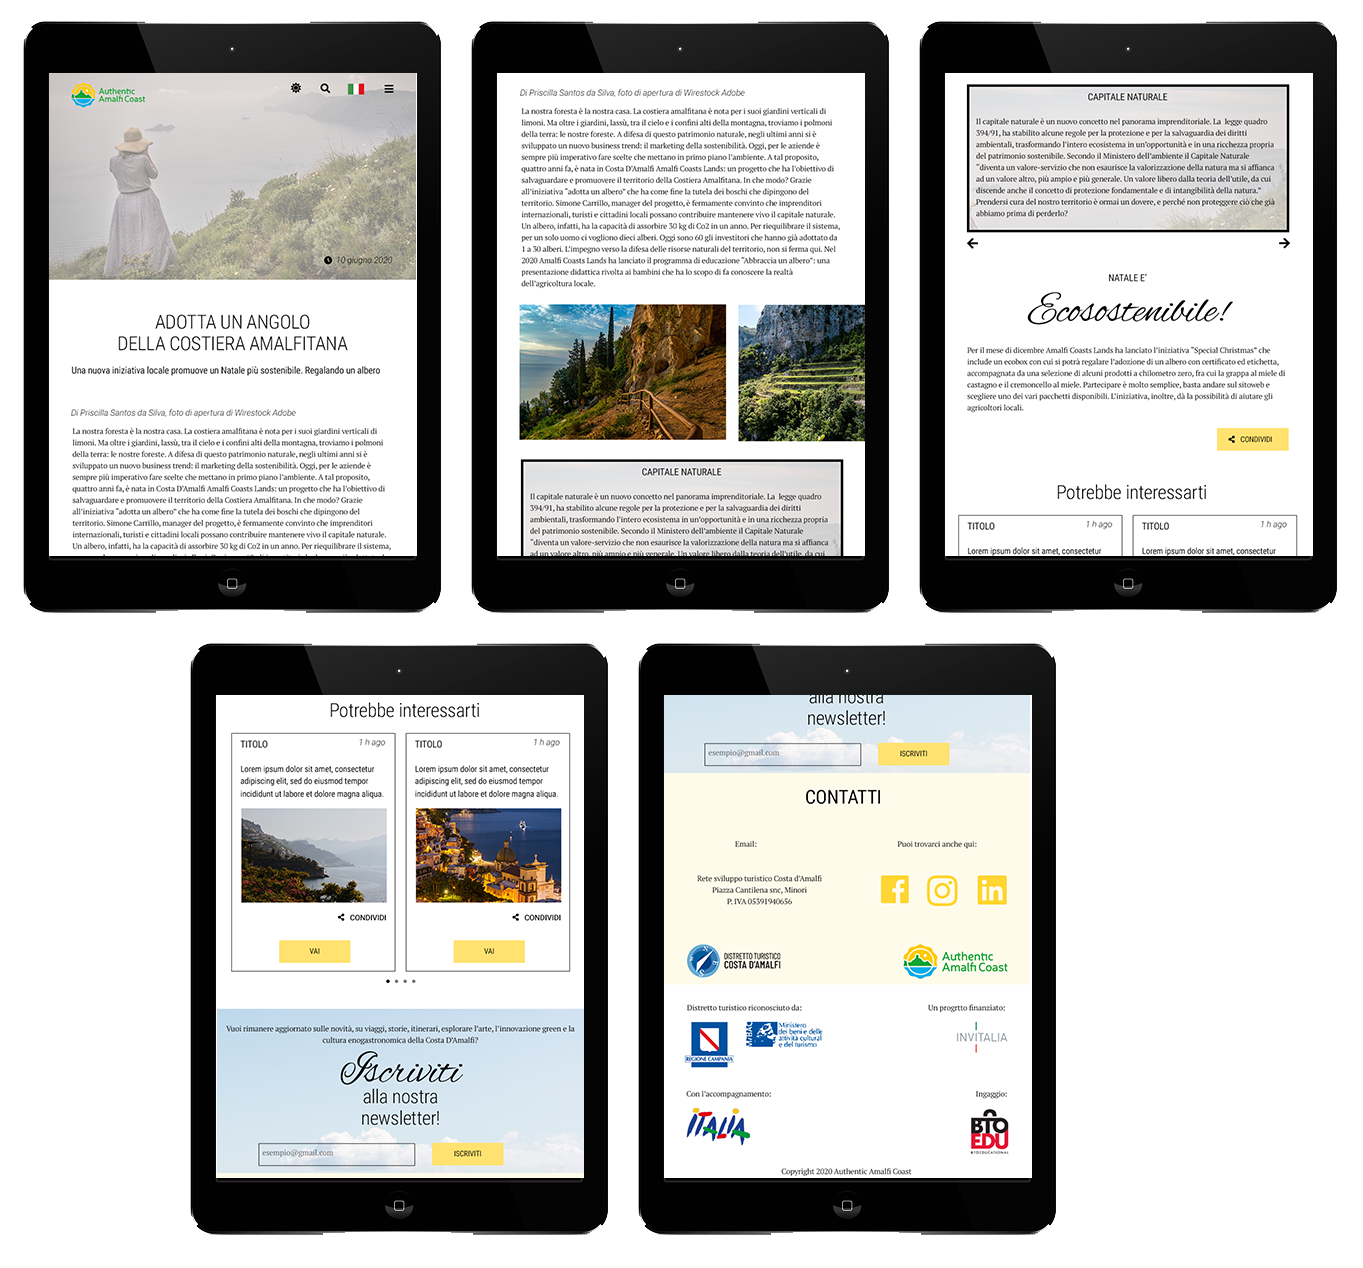 Authentic
Amalfi Coast
10 giugno 2020
ADOTTA UN ANGOLO
DELLA COSTIERA AMALFITANA
Una nuova iniziativa locale promuove un Natale più sostenibile. Regalando un albero
Di Priscilla Santos da Silva, foto di apertura di Wirestock Adobe
La nostra foresta è la nostra casa. La costiera amalfitana è nota per i suoi giardini verticali di
limoni. Ma oltre i giardini, lassù, tra il cielo e i confini alti della montagna, troviamo i polmoni
della terra: le nostre foreste. A difesa di questo patrimonio naturale, negli ultimi anni si è
sviluppato un nuovo business trend: il marketing della sostenibilità. Oggi, per le aziende è
sempre più imperativo fare scelte che mettano in primo piano l'ambiente. A tal proposito,
quattro anni fa, è nata in Costa D'Amalfi Amalfi Coasts Lands: un progetto che ha l'obiettivo di
salvaguardare e promuovere il territorio della Costiera Amalfitana. In che modo? Grazie
all'iniziativa "adotta un albero" che ha come fine la tutela dei boschi che dipingono del
territorio. Simone Carrillo, manager del progetto, è fermamente convinto che imprenditori
internazionali, turisti e cittadini locali possano contribuire mantenere vivo il capitale naturale.
Un albero, infatti, ha la capacità di assorbire 30 kg di Co2 in un anno. Per riequilibrare il sistema,
Di Priscilla Santos da Silva, foto di apertura di Wirestock Adobe
La nostra foresta è la nostra casa. La costiera amalfitana è nota per i suoi giardini verticali di
limoni. Ma oltre i giardini, lassù, tra il cielo e i confini alti della montagna, troviamo i polmoni
della terra: le nostre foreste. A difesa di questo patrimonio naturale, negli ultimi anni si è
sviluppato un nuovo business trend: il marketing della sostenibilità. Oggi, per le aziende è
sempre più imperativo fare scelte che mettano in primo piano l'ambiente. A tal proposito,
quattro anni fa, è nata in Costa D'Amalfi Amalfi Coasts Lands: un progetto che ha l'obiettivo di
salvaguardare e promuovere il territorio della Costiera Amalfitana. In che modo? Grazie
all'iniziativa "adotta un albero" che ha come fine la tutela dei boschi che dipingono del
territorio. Simone Carrillo, manager del progetto, è fermamente convinto che imprenditori
internazionali, turisti e cittadini locali possano contribuire mantenere vivo il capitale naturale.
Un albero, infatti, ha la capacità di assorbire 30 kg di Co2 in un anno. Per riequilibrare il sistema,
per un solo uomo ci vogliono dieci alberi. Oggi sono 60 gli investitori che hanno già adottato da
1 a 30 alberi. L'impegno verso la difesa delle risorse naturali del territorio, non si ferma qui. Nel
2020 Amalfi Coasts Lands ha lanciato il programma di educazione "Abbraccia un albero": una
presentazione didattica rivolta ai bambini che ha lo scopo di fa conoscere la realtà
dell'agricoltura locale.
CAPITALE NATURALE
Il capitale naturale è un nuovo concetto nel panorama imprenditoriale. La legge quadro
394/91, ha stabilito alcune regole per la protezione e per la salvaguardia dei diritti
ambientali, trasformando l'intero ecosistema in un'opportunità e in una ricchezza propria
del patrimonio sostenibile. Secondo il Ministero dell'ambiente il Capitale Naturale
"diventa un valore-servizio che non esaurisce la valorizzazione della natura ma si affianca
ad un valore altro, più ampio e più generale. Un valore libero dalla teoria dell'utile, da cui
CAPITALE NATURALE
Il capitale naturale è un nuovo concetto nel panorama imprenditoriale. La legge quadro
394/91, ha stabilito alcune regole per la protezione e per la salvaguardia dei diritti
ambientali, trasformando l'intero ecosistema in un'opportunità e in una ricchezza propria
del patrimonio sostenibile. Secondo il Ministero dell'ambiente il Capitale Naturale
"diventa un valore-servizio che non esaurisce la valorizzazione della natura ma si affianca
ad un valore altro, più ampio e più generale. Un valore libero dalla teoria dell'utile, da cui
discende anche il concetto di protezione fondamentale e di intangibilità della natura."
Prendersi cura del nostro territorio è ormai un dovere, e perché non proteggere ciò che già
abbiamo prima di perderlo?
NATALE E'
Ecosostenibile!
Per il mese di dicembre Amalfi Coasts Lands ha lanciato l'iniziativa "Special Christmas" che
include un ecobox con cui si potrà regalare l'adozione di un albero con certificato ed etichetta,
accompagnata da una selezione di alcuni prodotti a chilometro zero, fra cui la grappa al miele di
castagno e il cremoncello al miele. Partecipare è molto semplice, basta andare sul sitoweb e
scegliere uno dei vari pacchetti disponibili. L'iniziativa, inoltre, dà la possibilità di aiutare gli
agricoltori locali.
CONDIVIDI
Potrebbe interessarti
TITOLO 1 h ago
Lorem ipsum dolor sit amet, consectetur
TITOLO 1 h ago
Lorem ipsum dolor sit amet, consectetur
Potrebbe interessarti
TITOLO 1 h ago
Lorem ipsum dolor sit amet, consectetur
adipiscing elit, sed do eiusmod tempor
incididunt ut labore et dolore magna aliqua.
CONDIVIDI
VAI
TITOLO 1 h ago
Lorem ipsum dolor sit amet, consectetur
adipiscing elit, sed do eiusmod tempor
incididunt ut labore et dolore magna aliqua.
CONDIVIDI
VAI
Vuoi rimanere aggiornato sulle novità, su viaggi, storie, itinerari, esplorare l'arte, l'innovazione green e la
cultura enogastronomica della Costa D'Amalfi?
Iscriviti
alla nostra
newsletter!
esempio@gmail.com
ISCRIVITI
alla nostra
newsletter!
esempio@gmail.com
ISCRIVITI
CONTATTI
Email:
Rete sviluppo turistico Costa d'Amalfi
Piazza Cantilena snc, Minori
P. IVA 05391940656
Puoi trovarci anche qui:
DISTRETTO TURISTICO
COSTA D'AMALFI
Authentic
Amalfi Coast
Distretto turistico riconosciuto da:
REGIONE CAMPANIA
MiBAC
Ministero
dei beni e delle
attività culturali
e del turismo
Un progrtto finanziato:
INVITALIA
Con l'accompagnamento:
ITALIA
Ingaggio:
BTO
EDU
BTOEDUCATIONAL
Copyright 2020 Authentic Amalfi Coast